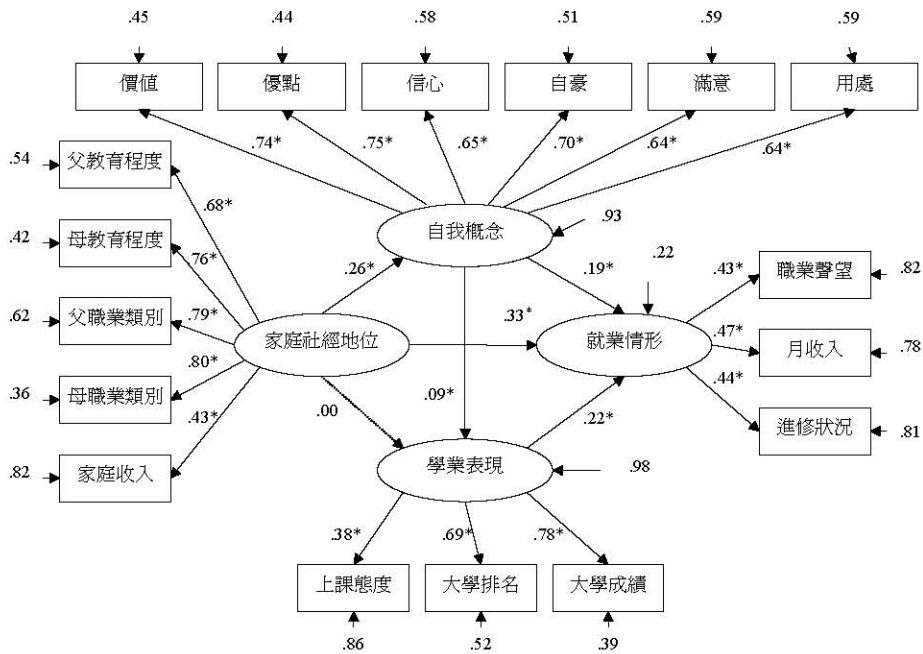 .45 .44 .58 .51 .59 .59
價值 優點 信心 自豪 滿意 用處
.74* .75* .65* .70* .64* .64*
.54 父教育程度
.68*
自我概念 .93
.42 母教育程度
.76* .26* .19* .22 .43* 職業聲望 .82
.62 父職業類別 .79* 家庭社經地位 .33* 就業情形 .47* 月收入 .78
.80* .44*
.36 母職業類別 .00 .09* .22* 進修狀況 .81
.43*
.82 家庭收入 學業表現 .98
.38* .69* .78*
上課態度 大學排名 大學成績
.86 .52 .39